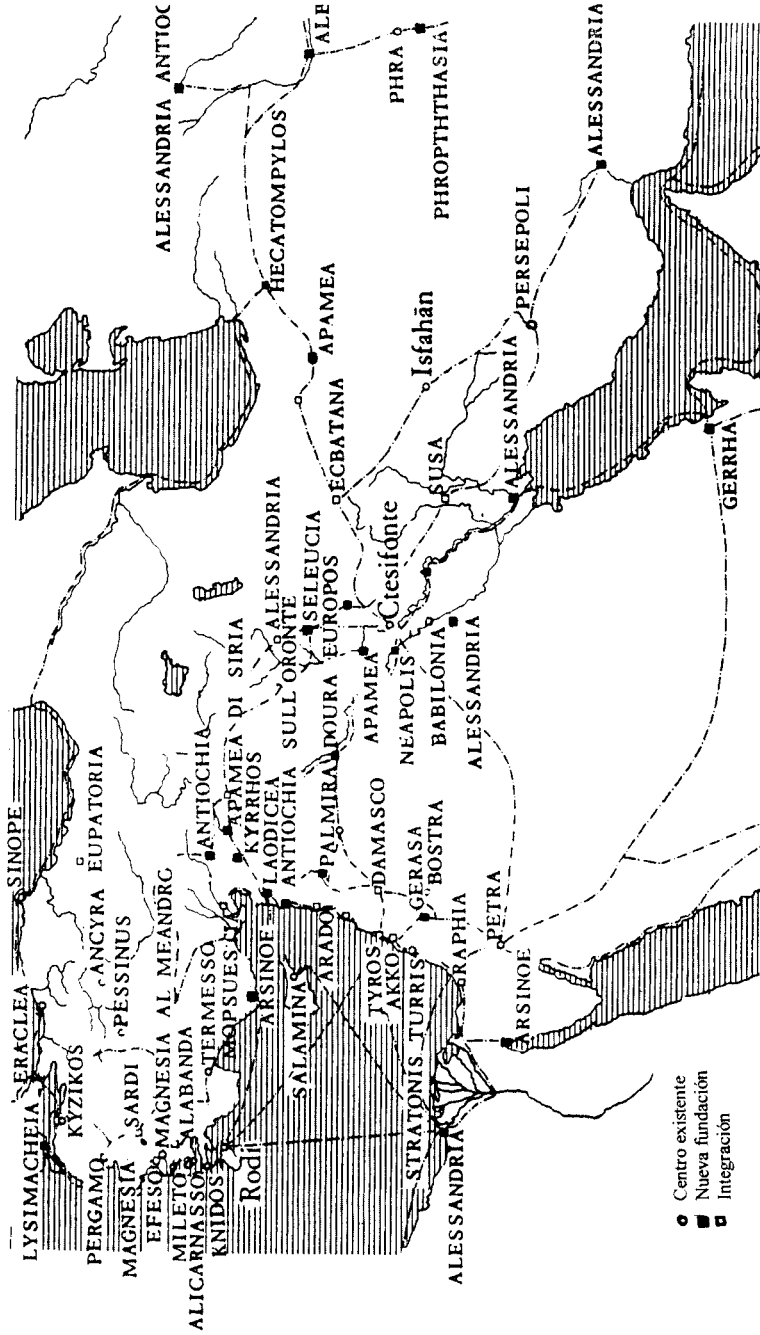 LYSIMACHEIA
ERACLEA
SINOPE
KYZIKOS
ANCYRA
EUPATORIA
PESSINUS
PERGAMO
SARDI
MAGNESIA
MAGNESIA AL MEANDRO
EFESO
MILETO
ALABANDA
ALICARNASSO
KNIDOS
TERMESSO
MOPSUESTI
Rodi
ARSINOE
SALAMINA
ANTIOCHIA
APAMEA DI SIRIA
KYRRHOS
LAODICEA
ANTIOCHIA SULL'ORONTE
ARADO
PALMIRA
DOURA EUROPOS
SELEUCIA
ALESSANDRIA
DAMASCO
TYROS
AKKO
GERASA
BOSTRA
STRATONIS TURRIS
RAPHIA
PETRA
ALESSANDRIA
ARSINOE
APAMEA
NEAPOLIS
BABILONIA
ALESSANDRIA
Ctesifonte
ECBATANA
SUSA
ALESSANDRIA
APAMEA
HECATOMPYLOS
Isfahān
PERSEPOLI
GERRHA
ALESSANDRIA ANTIOC
ALE
PHRA
PHROPTHTHASIA
ALESSANDRIA
Centro existente
Nueva fundación
Integración